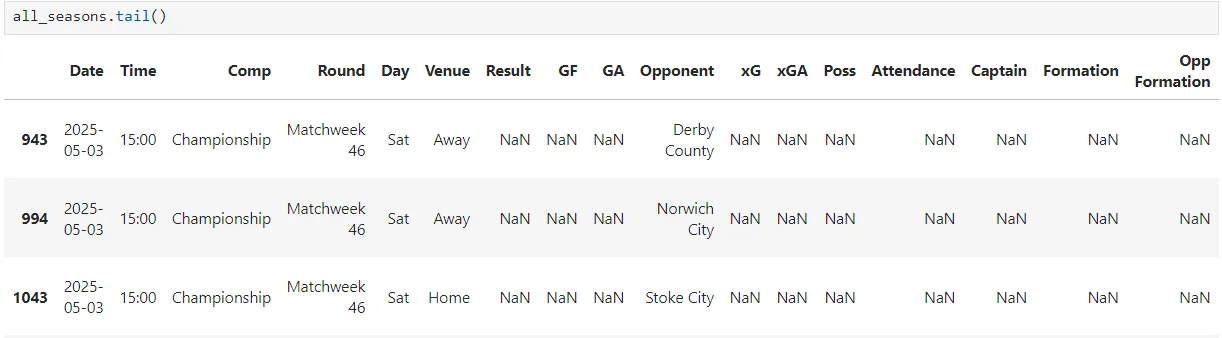 all_seasons.tail()
Date Time Comp Round Day Venue Result GF GA Opponent xG xGA Poss Attendance Captain Formation Opp Formation
943 2025-05-03 15:00 Championship Matchweek 46 Sat Away NaN NaN NaN Derby County NaN NaN NaN NaN NaN NaN NaN
994 2025-05-03 15:00 Championship Matchweek 46 Sat Away NaN NaN NaN Norwich City NaN NaN NaN NaN NaN NaN NaN
1043 2025-05-03 15:00 Championship Matchweek 46 Sat Home NaN NaN NaN Stoke City NaN NaN NaN NaN NaN NaN NaN